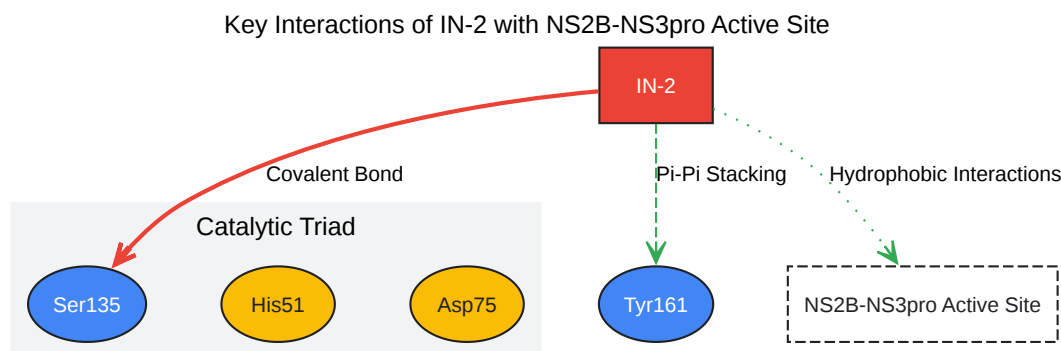 Key Interactions of IN-2 with NS2B-NS3pro Active Site
IN-2
Covalent Bond
Pi-Pi Stacking
Hydrophobic Interactions
Catalytic Triad
Ser135
His51
Asp75
Tyr161
NS2B-NS3pro Active Site